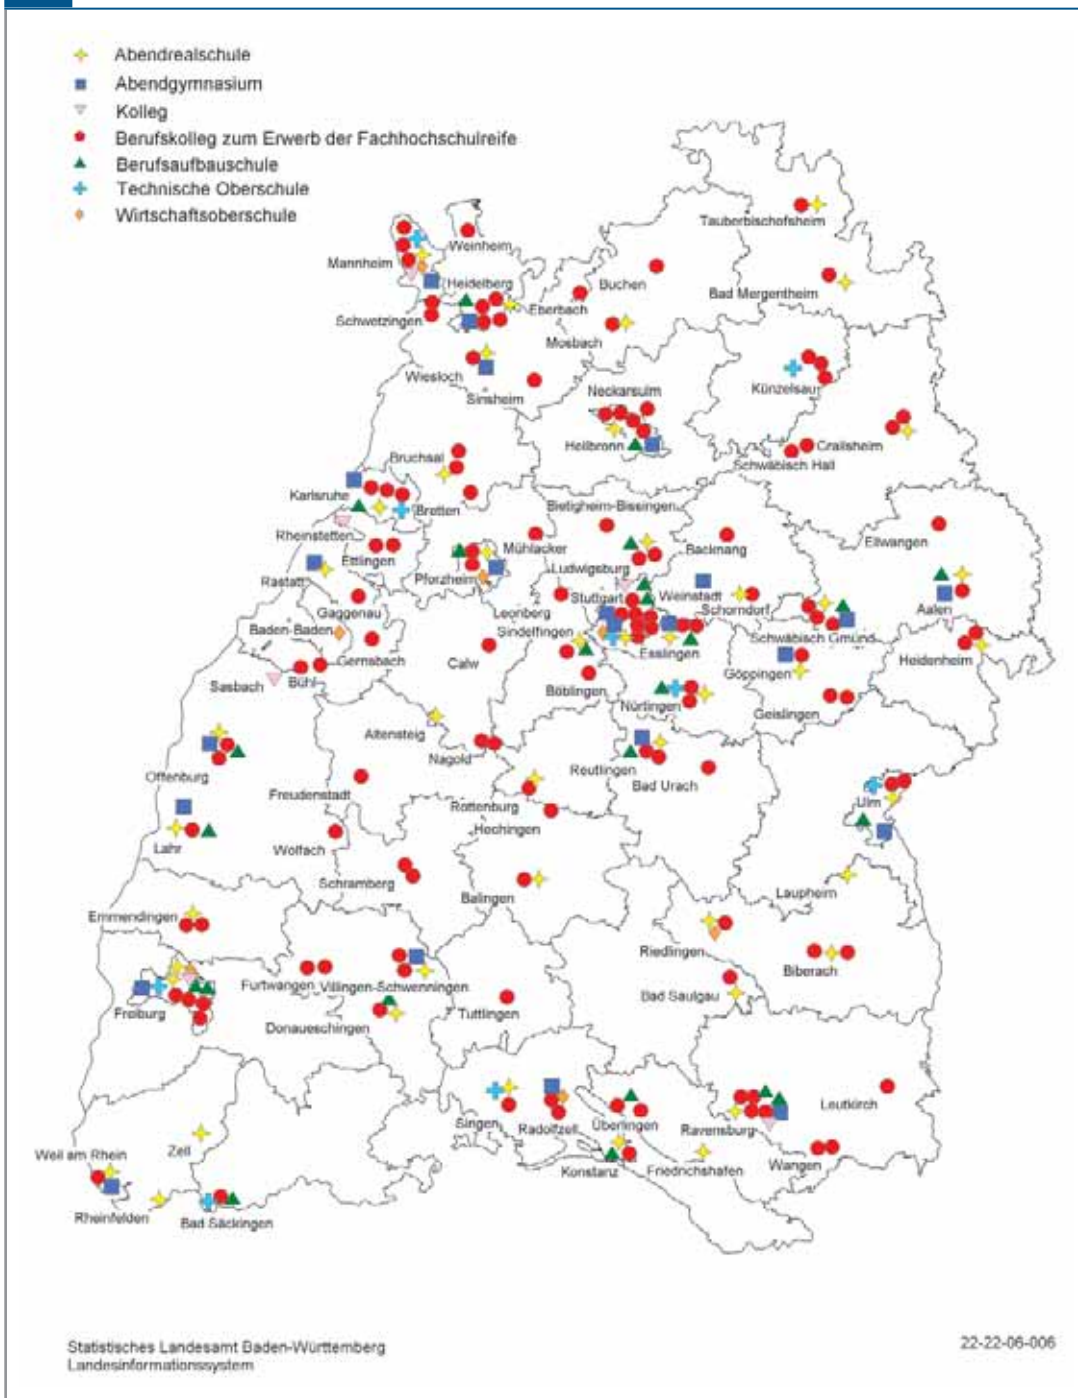 Abendrealschule
Abendgymnasium
Kolleg
Berufskolleg zum Erwerb der Fachhochschulreife
Berufsaufbauschule
Technische Oberschule
Wirtschaftsoberschule
Tauberbischofsheim
Weinheim
Mannheim
Heidelberg
Buchen
Bad Mergentheim
Eberbach
Schwetzingen
Mosbach
Wiesloch
Sinsheim
Neckarsulm
Künzelsau
Heilbronn
Crailsheim
Schwäbisch Hall
Bruchsal
Karlsruhe
Bretten
Bietigheim-Bissingen
Rheinstetten
Ettlingen
Mühlacker
Backnang
Ellwangen
Ludwigsburg
Rastatt
Pforzheim
Gaggenau
Leonberg
Stuttgart
Weinstadt
Schorndorf
Aalen
Baden-Baden
Sindelfingen
Esslingen
Schwäbisch Gmünd
Gernsbach
Calw
Göppingen
Heidenheim
Sasbach
Bühl
Böblingen
Nürtingen
Geislingen
Altensteig
Nagold
Reutlingen
Bad Urach
Offenburg
Freudenstadt
Rottenburg
Ulm
Hechingen
Lahr
Wolfach
Schramberg
Balingen
Laupheim
Emmendingen
Riedlingen
Biberach
Furtwangen
Villingen-Schwenningen
Bad Saulgau
Freiburg
Donaueschingen
Tuttlingen
Leutkirch
Singen
Radolfzell
Überlingen
Ravensburg
Zell
Weil am Rhein
Konstanz
Friedrichshafen
Wangen
Rheinfelden
Bad Säckingen
Statistisches Landesamt Baden-Württemberg
Landesinformationssystem
22-22-06-006